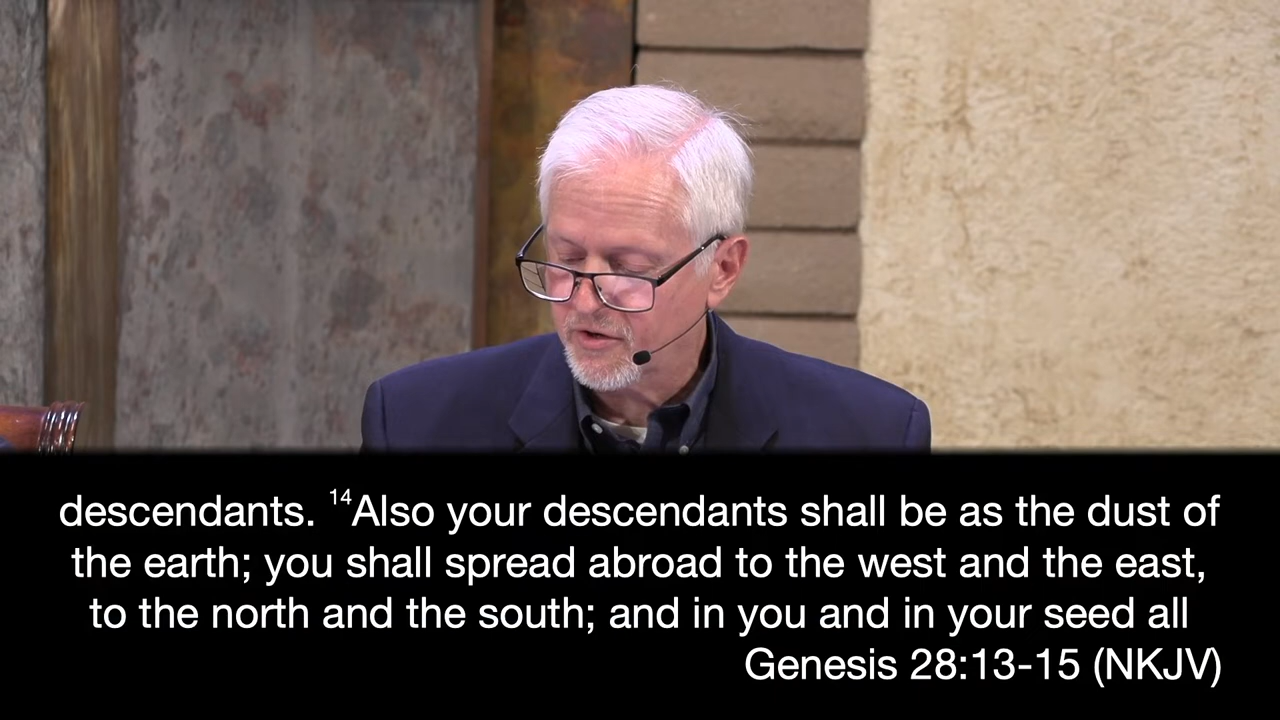 descendants. ¹⁴Also your descendants shall be as the dust of
the earth; you shall spread abroad to the west and the east,
to the north and the south; and in you and in your seed all
Genesis 28:13-15 (NKJV)